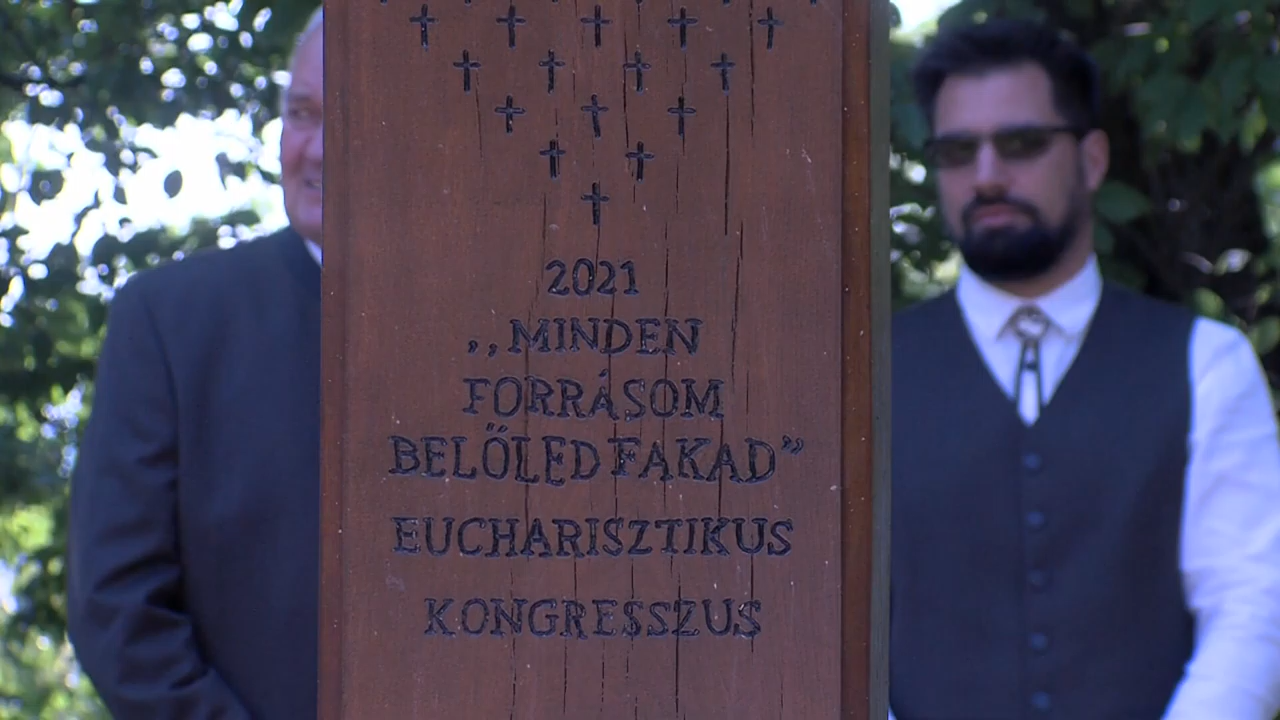 2021
,,MINDEN
FORRÁSOM
BELŐLED FAKAD”
EUCHARISZTIKUS
KONGRESSZUS